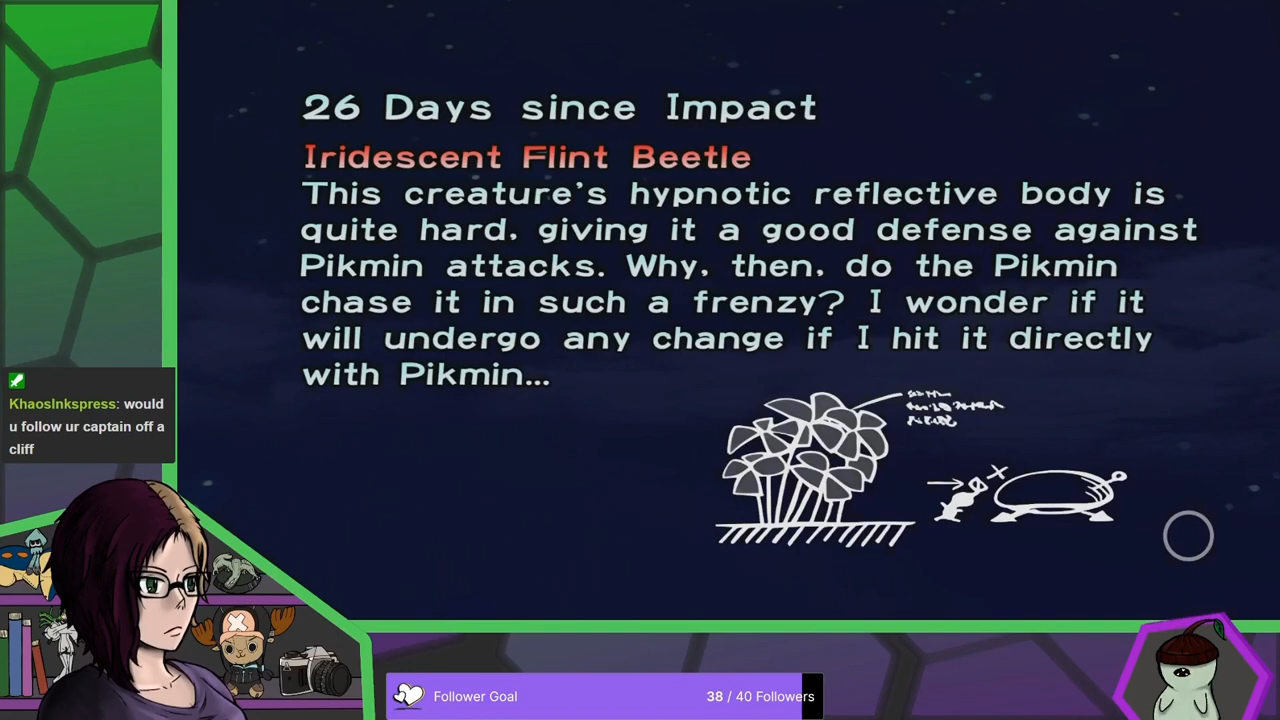 26 Days since Impact
Iridescent Flint Beetle
This creature's hypnotic reflective body is
quite hard, giving it a good defense against
Pikmin attacks. Why, then, do the Pikmin
chase it in such a frenzy? I wonder if it
will undergo any change if I hit it directly
with Pikmin...
KhaosInkspress: would
u follow ur captain off a
cliff
Follower Goal
38 / 40 Followers